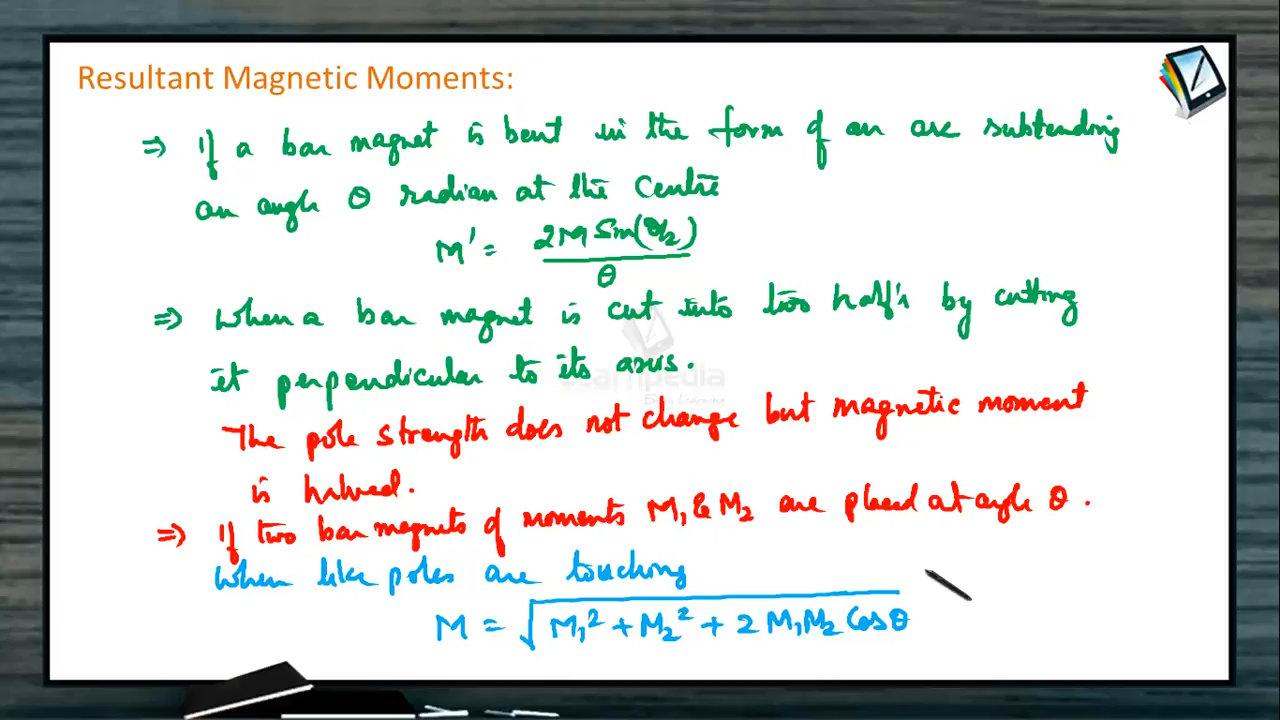 Resultant Magnetic Moments:
⇒ If a bar magnet is bent in the form of an arc subtending
an angle θ radian at the Centre
M' = 2M Sin(θ/2) / θ
⇒ When a bar magnet is cut into two half's by cutting
it perpendicular to its axis.
The pole strength does not change but magnetic moment
is halved.
⇒ If two bar magnets of moments M₁ & M₂ are placed at angle θ.
When like poles are touching
M = √(M₁² + M₂² + 2 M₁M₂ Cosθ)